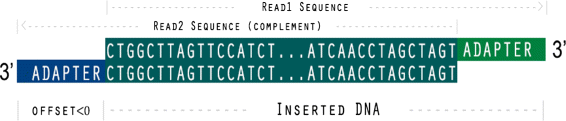 Read1 Sequence
Read2 Sequence (complement)
CTGGCTTAGTTCCATCT...ATCAACCTAGCTAGT ADAPTER 3'
3' ADAPTER CTGGCTTAGTTCCATCT...ATCAACCTAGCTAGT
OFFSET<0 Inserted DNA